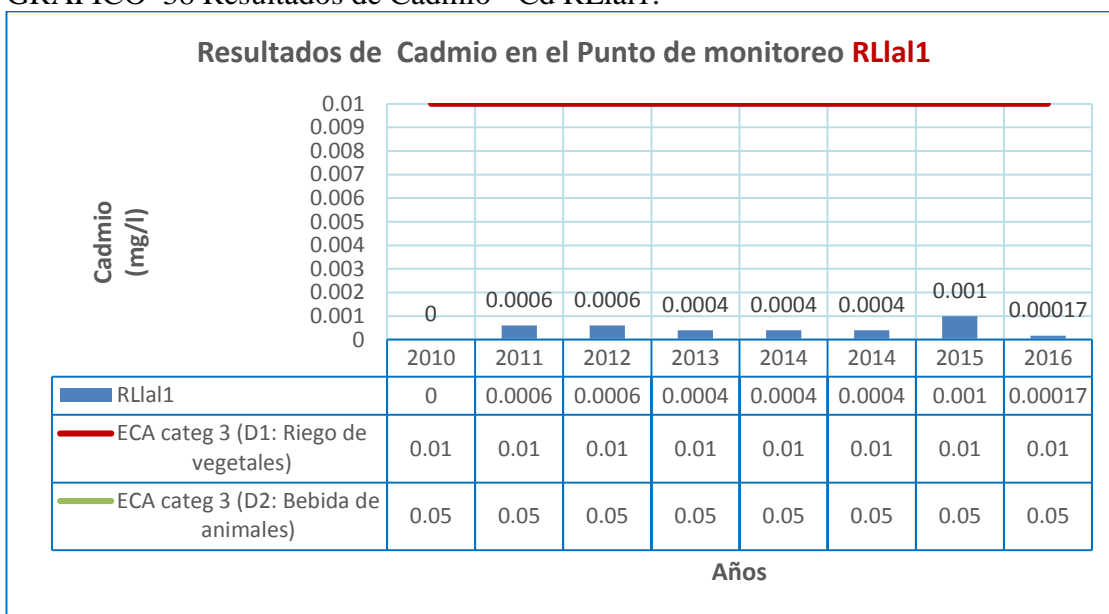 GRÁFICO 38 Resultados de Cadmio - Cd RLlal1.
Resultados de Cadmio en el Punto de monitoreo RLlal1
Cadmio
(mg/l)
0.01
0.009
0.008
0.007
0.006
0.005
0.004
0.003
0.002
0.001
0
0 0.0006 0.0006 0.0004 0.0004 0.0004 0.001 0.00017
2010 2011 2012 2013 2014 2014 2015 2016
RLlal1 0 0.0006 0.0006 0.0004 0.0004 0.0004 0.001 0.00017
ECA categ 3 (D1: Riego de
vegetales) 0.01 0.01 0.01 0.01 0.01 0.01 0.01 0.01
ECA categ 3 (D2: Bebida de
animales) 0.05 0.05 0.05 0.05 0.05 0.05 0.05 0.05
Años